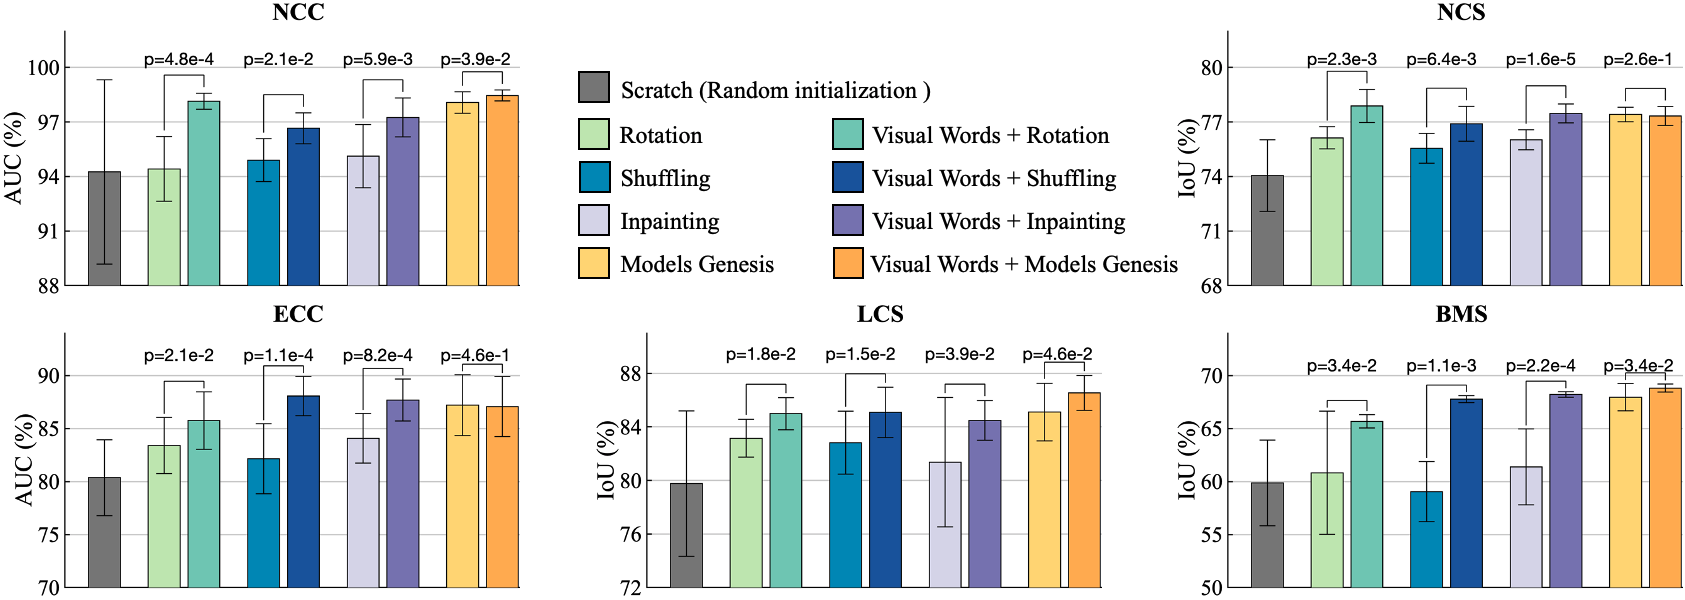 NCC
p=4.8e-4 p=2.1e-2 p=5.9e-3 p=3.9e-2
100
97
94
91
88
AUC (%)
Scratch (Random initialization )
Rotation Visual Words + Rotation
Shuffling Visual Words + Shuffling
Inpainting Visual Words + Inpainting
Models Genesis Visual Words + Models Genesis
NCS
p=2.3e-3 p=6.4e-3 p=1.6e-5 p=2.6e-1
80
77
74
71
68
IoU (%)
ECC
p=2.1e-2 p=1.1e-4 p=8.2e-4 p=4.6e-1
90
85
80
75
70
AUC (%)
LCS
p=1.8e-2 p=1.5e-2 p=3.9e-2 p=4.6e-2
88
84
80
76
72
IoU (%)
BMS
p=3.4e-2 p=1.1e-3 p=2.2e-4 p=3.4e-2
70
65
60
55
50
IoU (%)